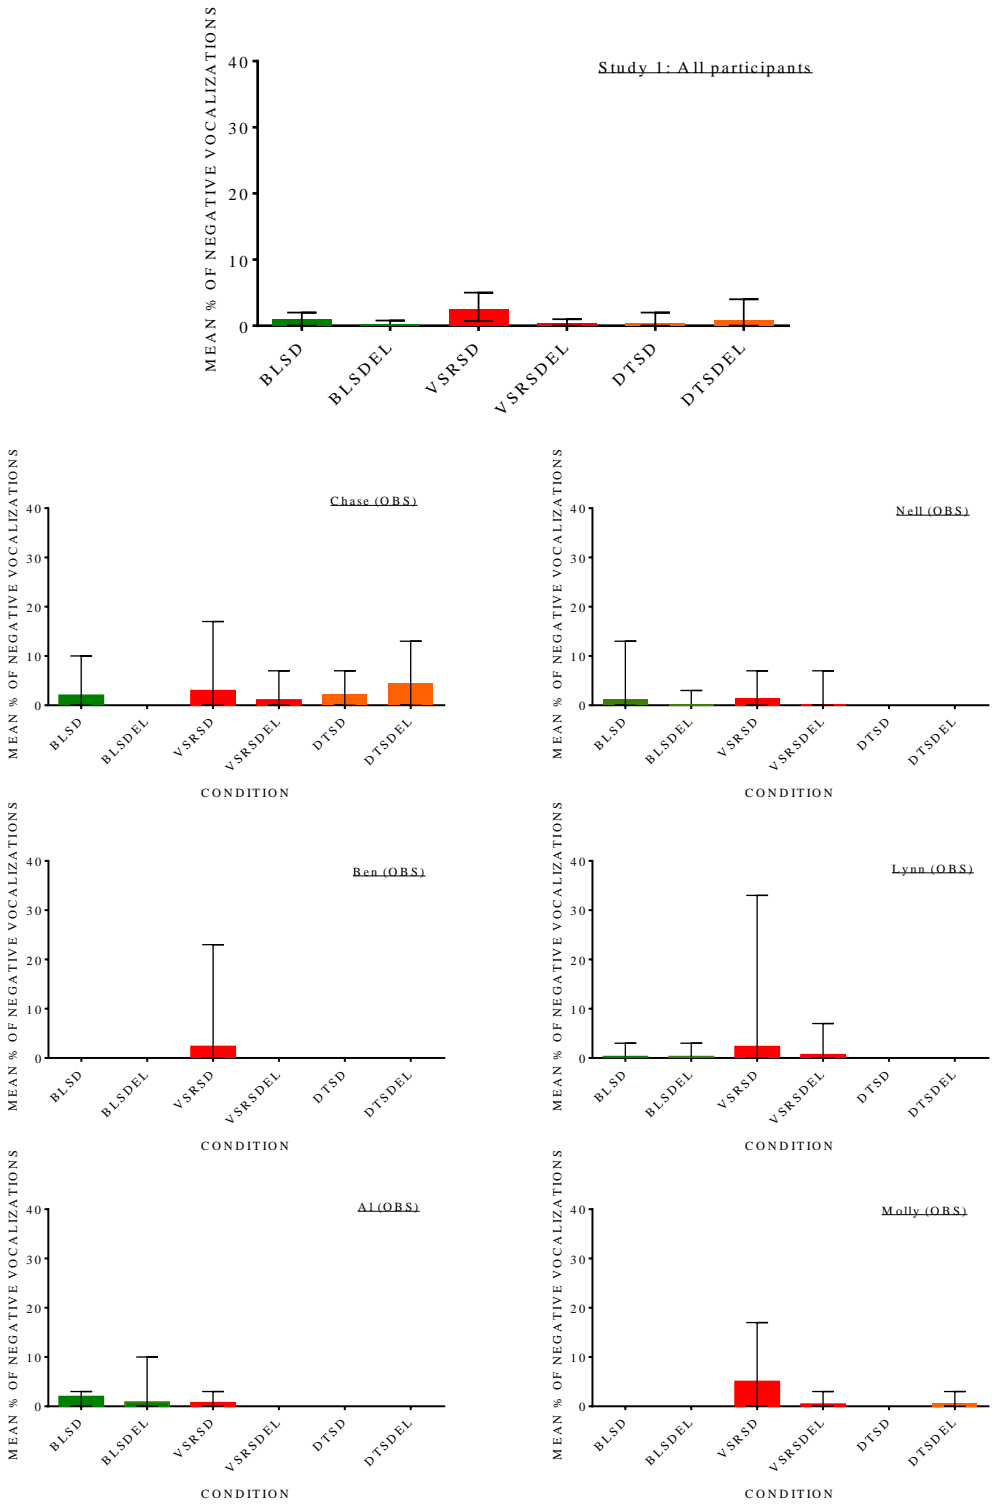 Study 1: All participants
MEAN % OF NEGATIVE VOCALIZATIONS
40
30
20
10
0
BLSD
BLSDEL
VSRSD
VSRSDEL
DTSD
DTSDEL
Chase (OBS)
MEAN % OF NEGATIVE VOCALIZATIONS
40
30
20
10
0
BLSD
BLSDEL
VSRSD
VSRSDEL
DTSD
DTSDEL
CONDITION
Nell (OBS)
MEAN % OF NEGATIVE VOCALIZATIONS
40
30
20
10
0
BLSD
BLSDEL
VSRSD
VSRSDEL
DTSD
DTSDEL
CONDITION
Ben (OBS)
MEAN % OF NEGATIVE VOCALIZATIONS
40
30
20
10
0
BLSD
BLSDEL
VSRSD
VSRSDEL
DTSD
DTSDEL
CONDITION
Lynn (OBS)
MEAN % OF NEGATIVE VOCALIZATIONS
40
30
20
10
0
BLSD
BLSDEL
VSRSD
VSRSDEL
DTSD
DTSDEL
CONDITION
Al (OBS)
MEAN % OF NEGATIVE VOCALIZATIONS
40
30
20
10
0
BLSD
BLSDEL
VSRSD
VSRSDEL
DTSD
DTSDEL
CONDITION
Molly (OBS)
MEAN % OF NEGATIVE VOCALIZATIONS
40
30
20
10
0
BLSD
BLSDEL
VSRSD
VSRSDEL
DTSD
DTSDEL
CONDITION